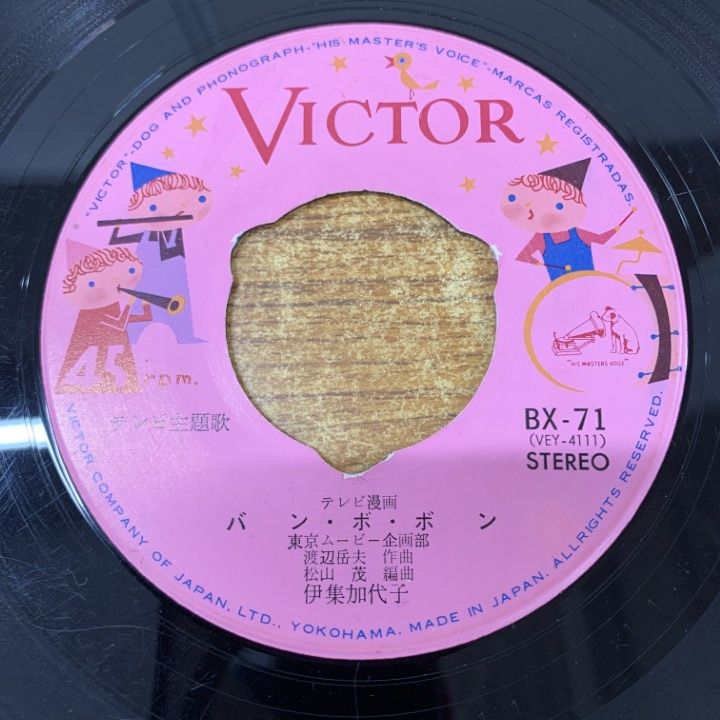 "VICTOR"-DOG AND PHONOGRAPH-"HIS MASTER'S VOICE"-MARCAS REGISTRADAS.
VICTOR
45 r.p.m.
"HIS MASTERS VOICE"
テレビ主題歌
BX-71
(VEY-4111)
STEREO
テレビ漫画
バン・ボ・ボン
東京ムービー企画部
渡辺岳夫 作曲
松山 茂 編曲
伊集加代子
VICTOR COMPANY OF JAPAN, LTD., YOKOHAMA. MADE IN JAPAN, ALLRIGHTS RESERVED.